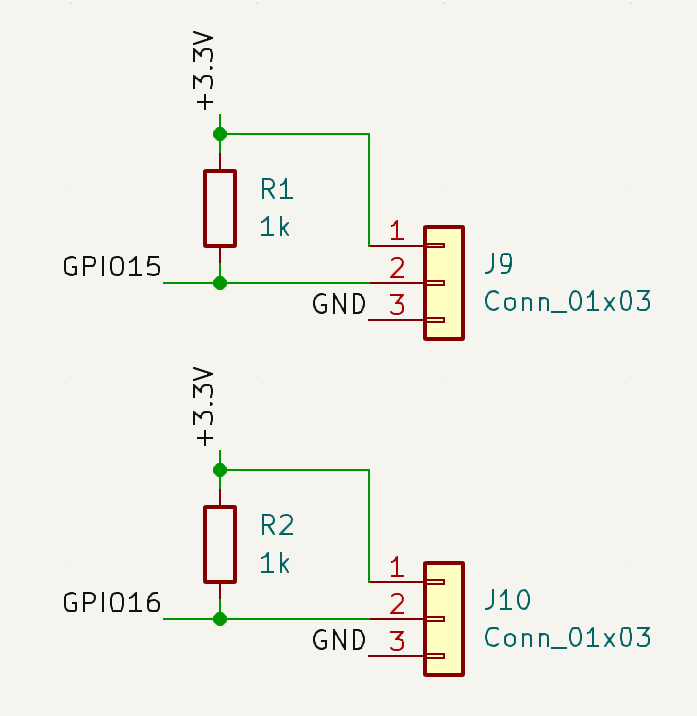 +3.3V
R1
1k
GPIO15
1
2
GND 3
J9
Conn_01x03
+3.3V
R2
1k
GPIO16
1
2
GND 3
J10
Conn_01x03